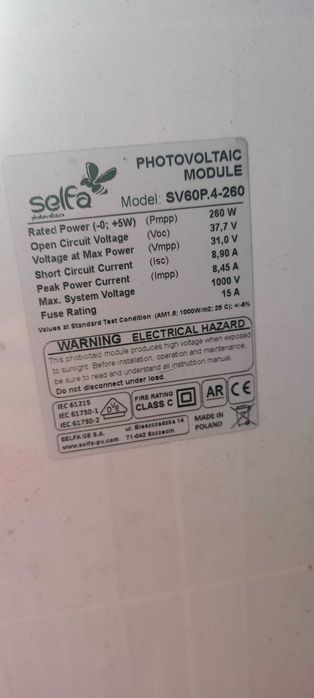 selfa
photovoltaics
PHOTOVOLTAIC
MODULE
Model: SV60P.4-260
Rated Power (-0; +5W) (Pmpp) 260 W
Open Circuit Voltage (Voc) 37,7 V
Voltage at Max Power (Vmpp) 31,0 V
Short Circuit Current (Isc) 8,90 A
Peak Power Current (Impp) 8,45 A
Max. System Voltage 1000 V
Fuse Rating 15 A
Values at Standard Test Condition (AM1.5; 1000W/m2; 25 C); +/-5%
WARNING ELECTRICAL HAZARD
This photovoltaic module produces high voltage when exposed
to sunlight. Before installation, operation and maintenance,
be sure to read and understand all instruction manual.
Do not disconnect under load.
IEC 61215
IEC 61730-1
IEC 61730-2
DVE
FIRE RATING
CLASS C
AR
CE
SELFA GE S.A.
www.selfa-pv.com
ul. Bieszczadzka 14
71-042 Szczecin
MADE IN
POLAND